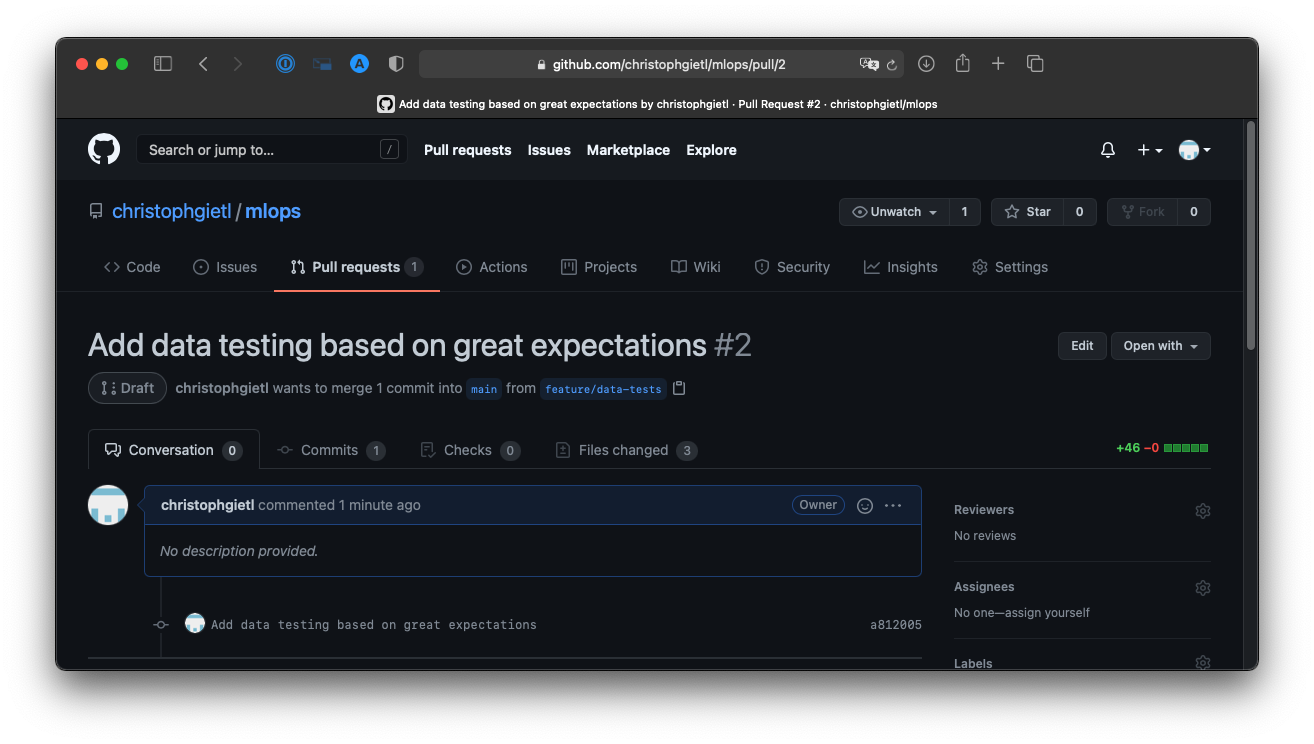 github.com/christophgietl/mlops/pull/2
Add data testing based on great expectations by christophgietl · Pull Request #2 · christophgietl/mlops
Search or jump to... /
Pull requests Issues Marketplace Explore
christophgietl / mlops
Unwatch 1 Star 0 Fork 0
Code Issues Pull requests 1 Actions Projects Wiki Security Insights Settings
Add data testing based on great expectations #2
Edit Open with
Draft christophgietl wants to merge 1 commit into main from feature/data-tests
Conversation 0 Commits 1 Checks 0 Files changed 3
+46 −0
christophgietl commented 1 minute ago Owner
No description provided.
Add data testing based on great expectations a812005
Reviewers
No reviews
Assignees
No one—assign yourself
Labels